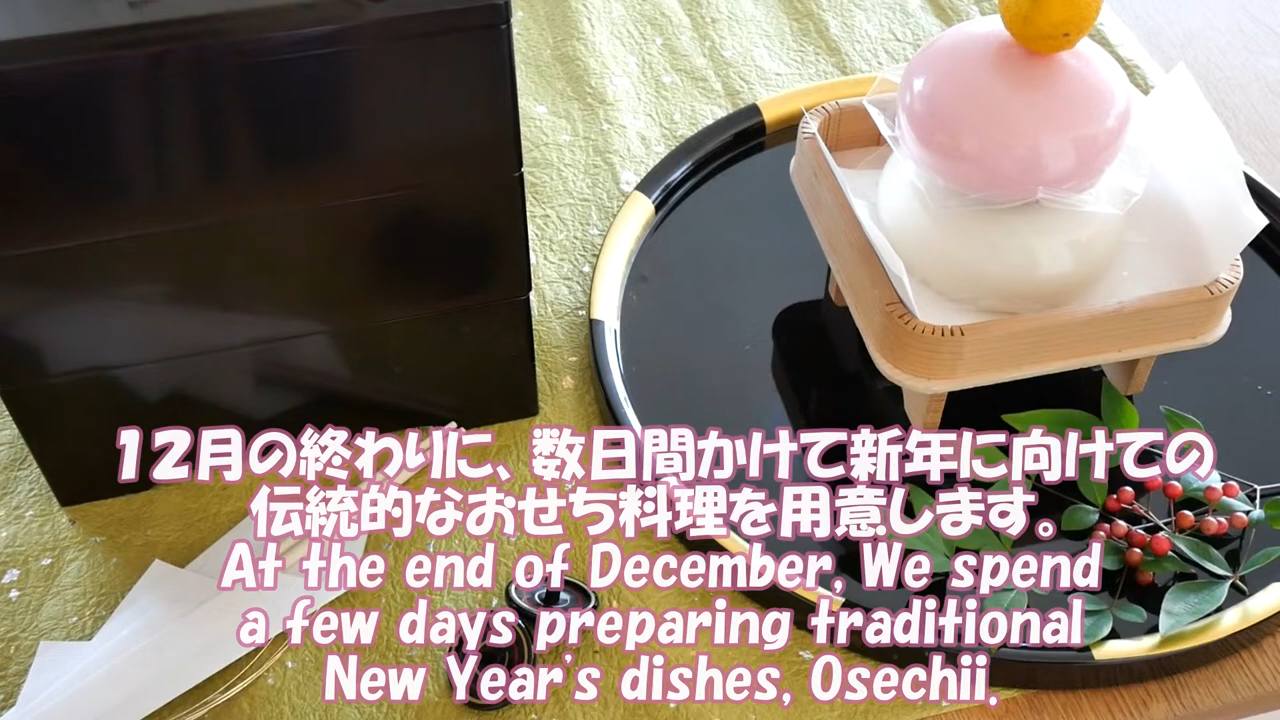 12月の終わりに、数日間かけて新年に向けての
伝統的なおせち料理を用意します。
At the end of December, We spend
a few days preparing traditional
New Year's dishes, Osechii.